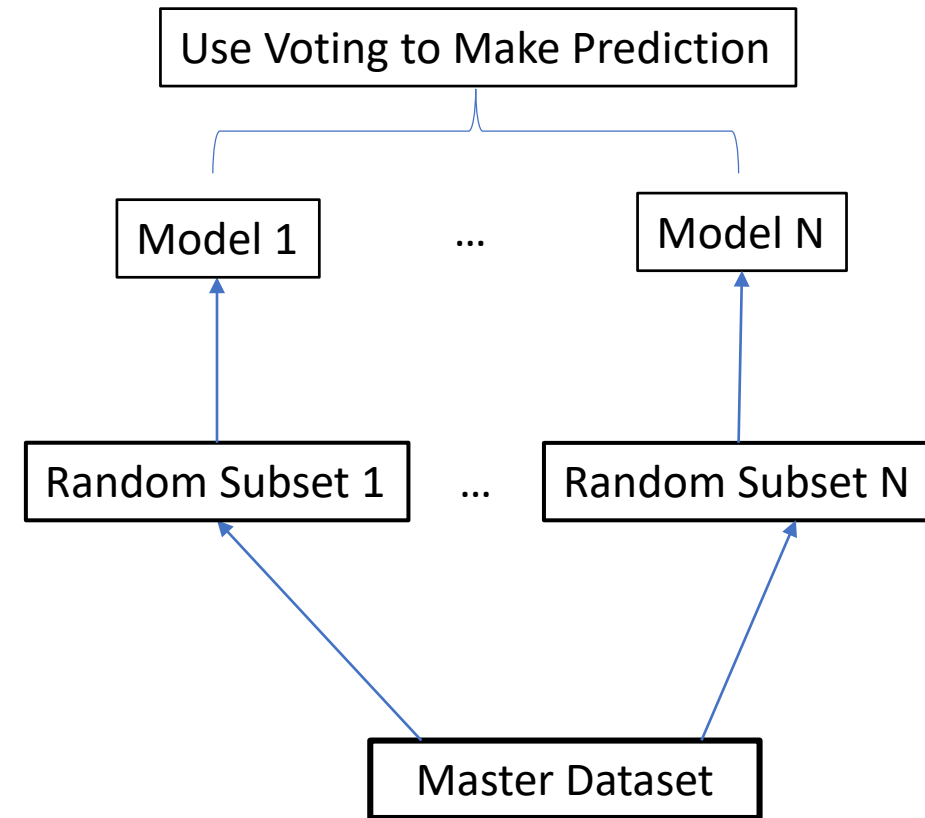 Use Voting to Make Prediction
Model 1
...
Model N
Random Subset 1
...
Random Subset N
Master Dataset